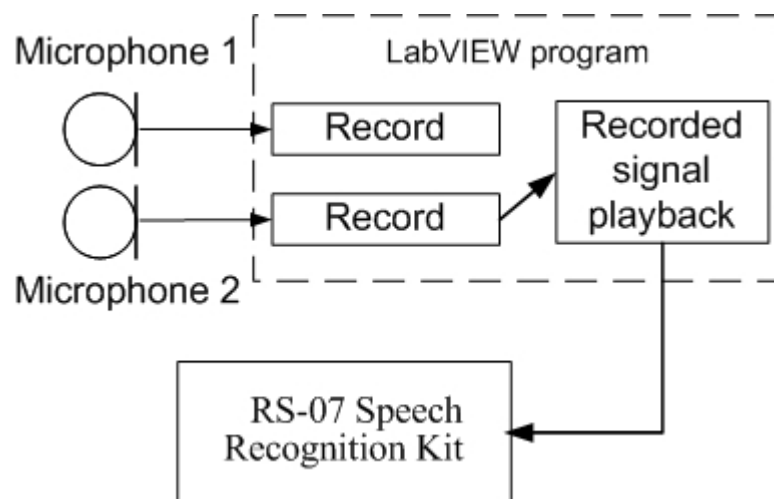 Microphone 1
LabVIEW program
Record
Record
Recorded
signal
playback
Microphone 2
RS-07 Speech
Recognition Kit